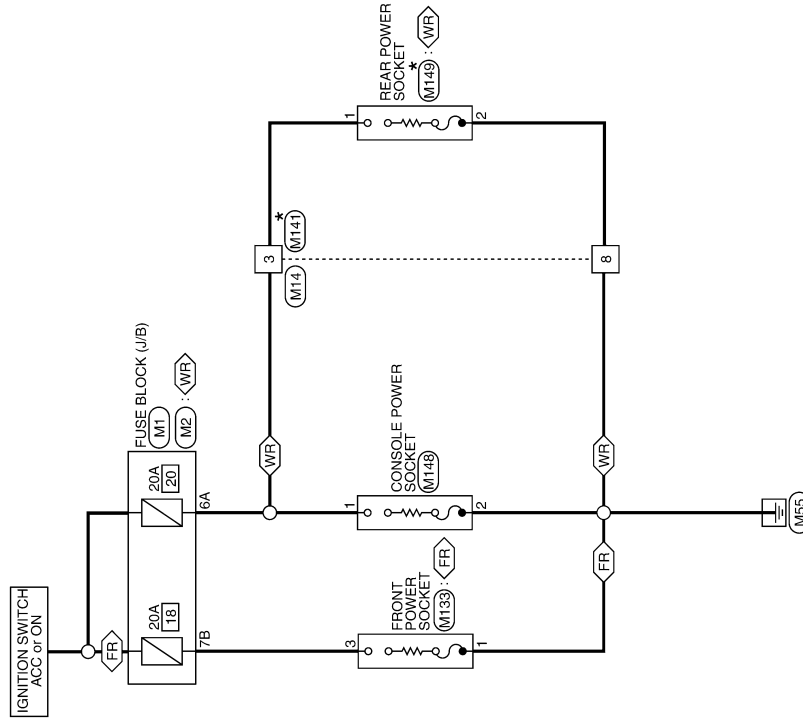 IGNITION SWITCH
ACC or ON
FR
FUSE BLOCK (J/B)
M1
M2 : WR
20A
18
20A
20
7B
6A
WR
3
M14
M141 *
FRONT
POWER
SOCKET
M133 : FR
3
1
CONSOLE POWER
SOCKET
M148
1
2
REAR POWER
SOCKET *
M149 : WR
1
2
FR
WR
8
M55